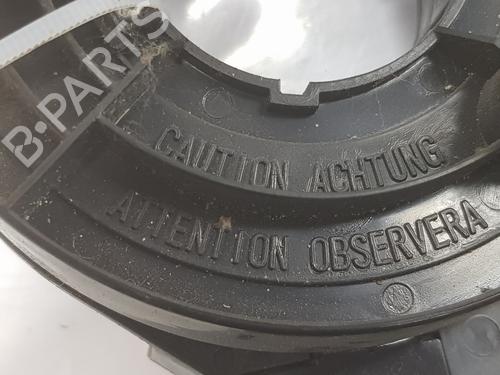 B-PARTS
CAUTION ACHTUNG
ATTENTION OBSERVERA